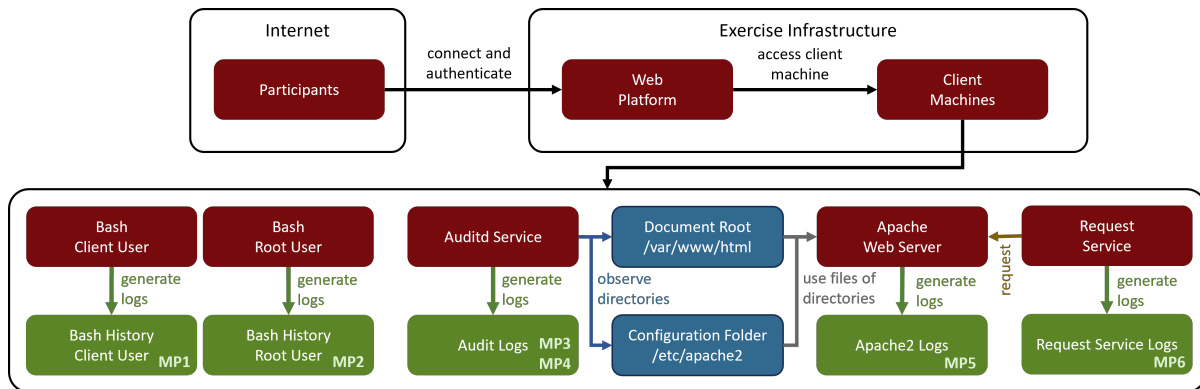 Internet
Exercise Infrastructure
Participants
connect and
authenticate
Web
Platform
access client
machine
Client
Machines
Bash
Client User
Bash
Root User
Auditd Service
Document Root
/var/www/html
Apache
Web Server
Request
Service
generate
logs
generate
logs
generate
logs
observe
directories
use files of
directories
generate
logs
request
generate
logs
Bash History
Client User
MP1
Bash History
Root User
MP2
Audit Logs
MP3
MP4
Configuration Folder
/etc/apache2
Apache2 Logs
MP5
Request Service Logs
MP6